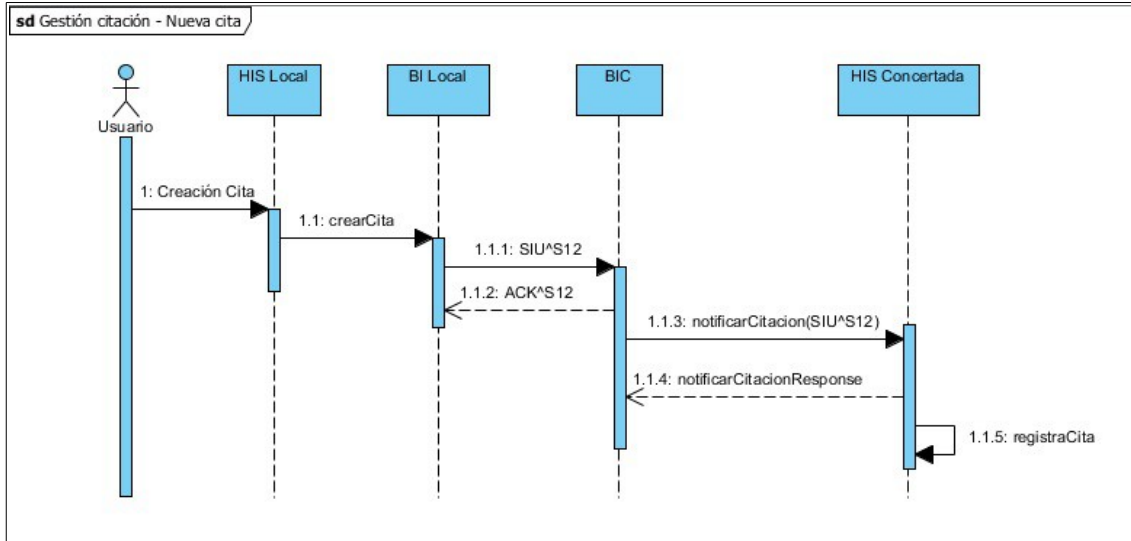 sd Gestión citación - Nueva cita
HIS Local
BI Local
BIC
HIS Concertada
Usuario
1: Creación Cita
1.1: crearCita
1.1.1: SIU^S12
1.1.2: ACK^S12
1.1.3: notificarCitacion(SIU^S12)
1.1.4: notificarCitacionResponse
1.1.5: registraCita